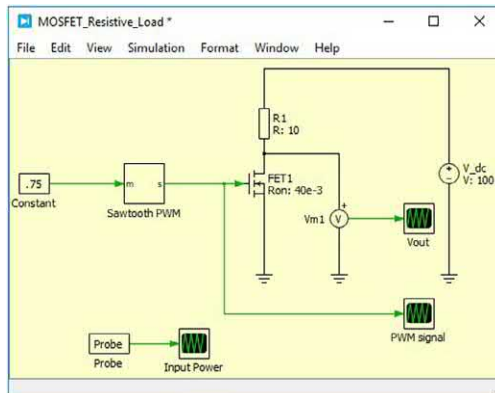 MOSFET_Resistive_Load *
File Edit View Simulation Format Window Help
R1
R: 10
V_dc
V: 100
+
-
FET1
Ron: 40e-3
.75
Constant
m s
Sawtooth PWM
+
Vm1
V
Vout
PWM signal
Probe
Probe
Input Power